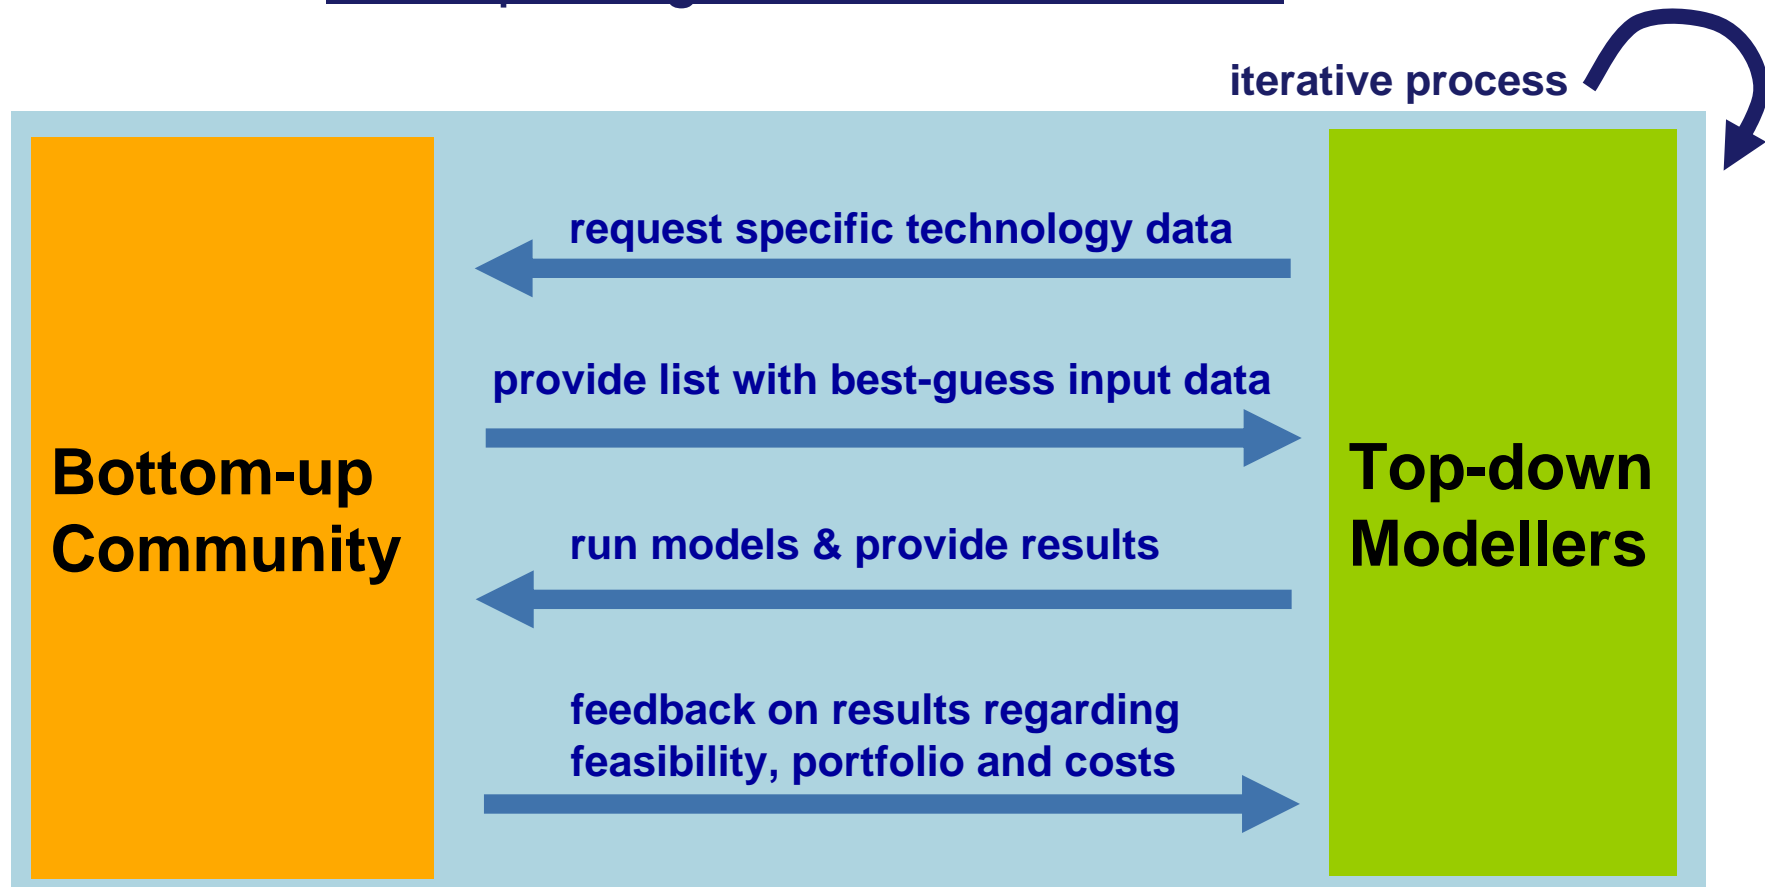 iterative process
request specific technology data
provide list with best-guess input data
Bottom-up
Community
Top-down
Modellers
run models & provide results
feedback on results regarding
feasibility, portfolio and costs